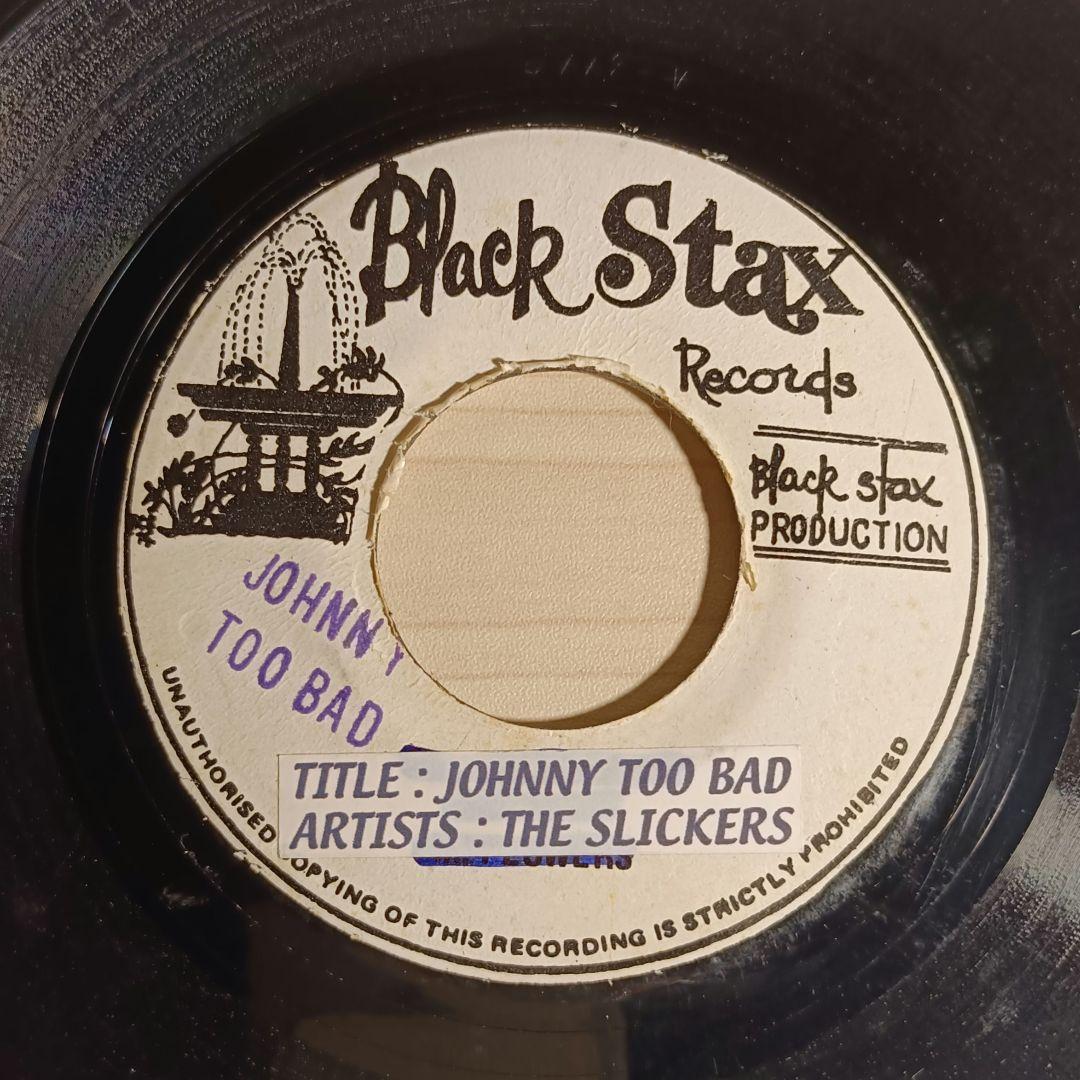 Black Stax
Records
Black Stax
PRODUCTION
JOHNNY
TOO BAD
TITLE : JOHNNY TOO BAD
ARTISTS : THE SLICKERS
UNAUTHORISED COPYING OF THIS RECORDING IS STRICTLY PROHIBITED